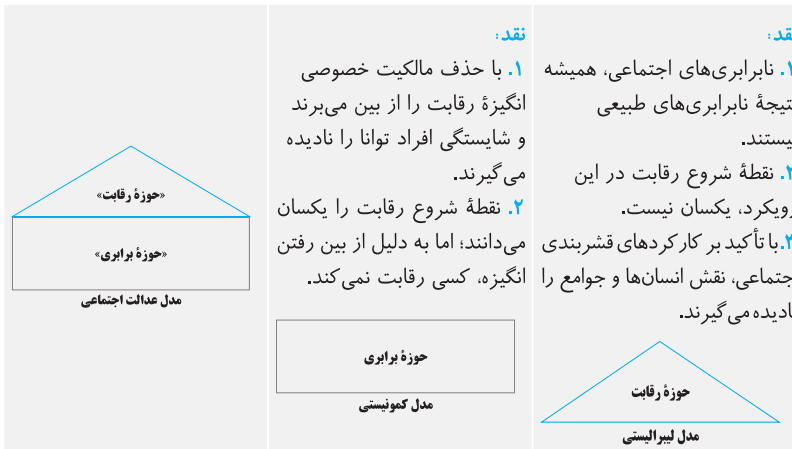 نقد:
۱. نابرابری‌های اجتماعی، همیشه
نتیجهٔ نابرابری‌های طبیعی
نیستند.
۲. نقطهٔ شروع رقابت در این
رویکرد، یکسان نیست.
۳. با تأکید بر کارکردهای قشربندی
اجتماعی، نقش انسان‌ها و جوامع را
نادیده می‌گیرند.
حوزهٔ رقابت
مدل لیبرالیستی
نقد:
۱. با حذف مالکیت خصوصی
انگیزهٔ رقابت را از بین می‌برند
و شایستگی افراد توانا را نادیده
می‌گیرند.
۲. نقطهٔ شروع رقابت را یکسان
می‌دانند؛ اما به دلیل از بین رفتن
انگیزه، کسی رقابت نمی‌کند.
حوزهٔ برابری
مدل کمونیستی
«حوزهٔ رقابت»
«حوزهٔ برابری»
مدل عدالت اجتماعی